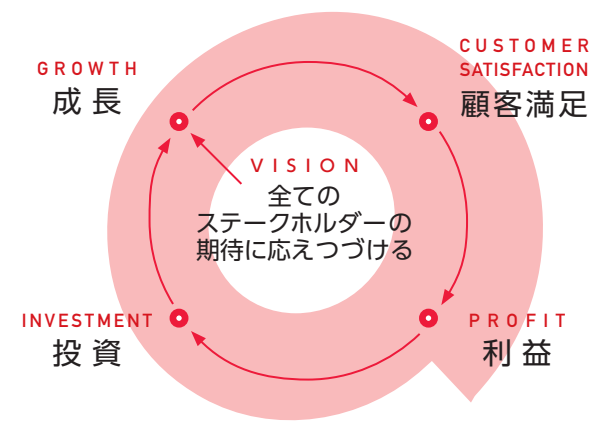 GROWTH
成長
CUSTOMER
SATISFACTION
顧客満足
VISION
全ての
ステークホルダーの
期待に応えつづける
INVESTMENT
投資
PROFIT
利益